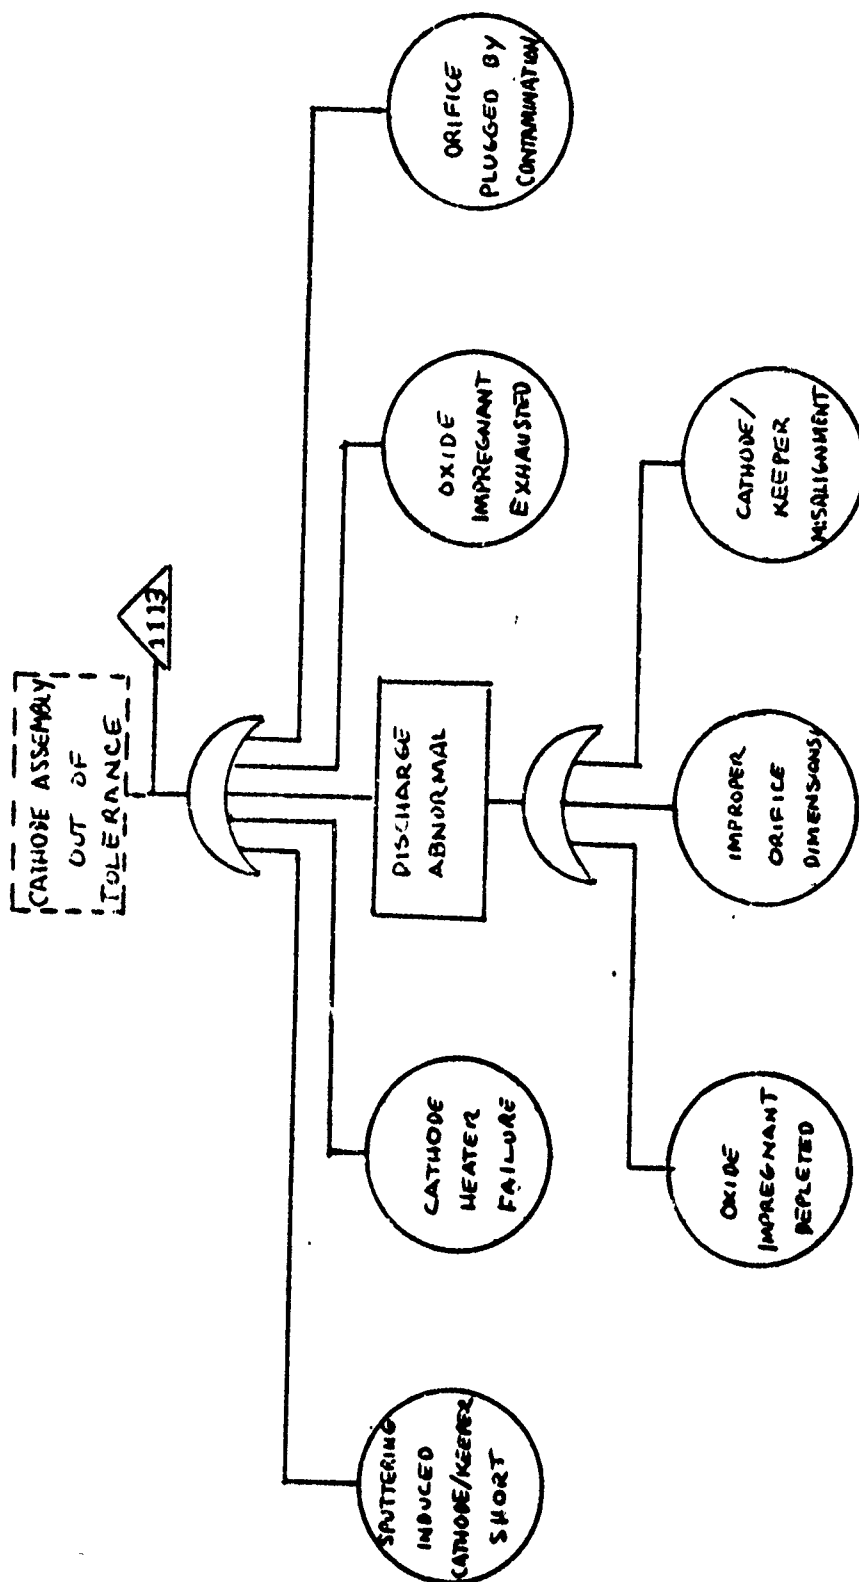 CATHODE ASSEMBLY
OUT OF
TOLERANCE
1113
SPUTTERING
INDUCED
CATHODE/KEEPER
SHORT
CATHODE
HEATER
FAILURE
DISCHARGE
ABNORMAL
OXIDE
IMPREGNANT
EXHAUSTED
ORIFICE
PLUGGED BY
CONTAMINATION
OXIDE
IMPREGNANT
DEPLETED
IMPROPER
ORIFICE
DIMENSIONS
CATHODE/
KEEPER
MISALIGNMENT